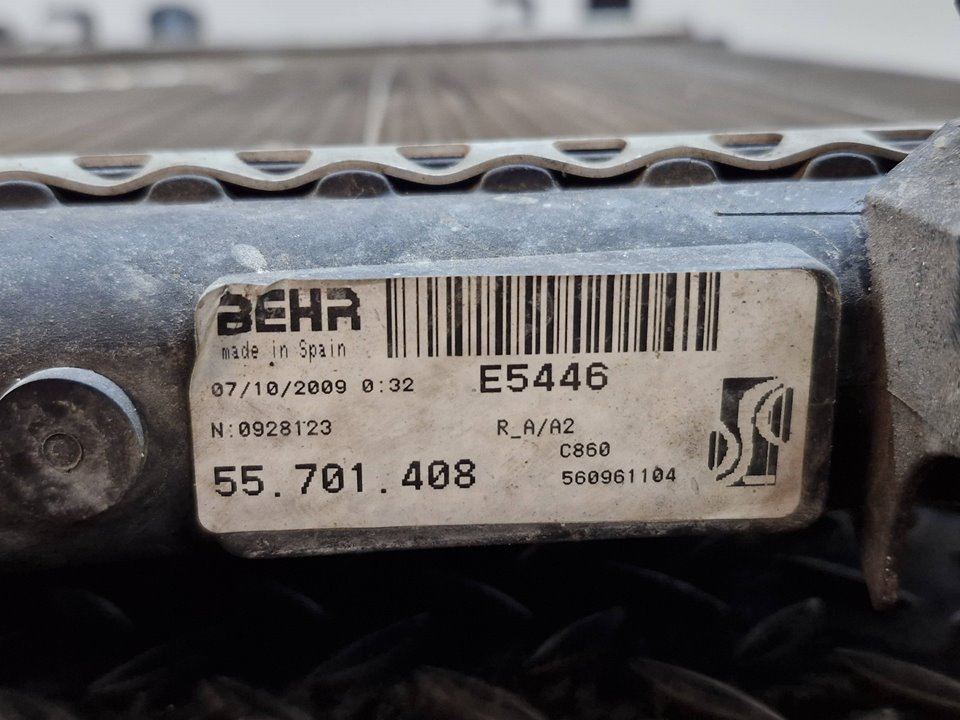 BEHR
made in Spain
07/10/2009 0:32
E5446
N:0928123
R_A/A2
C860
55.701.408
560961104